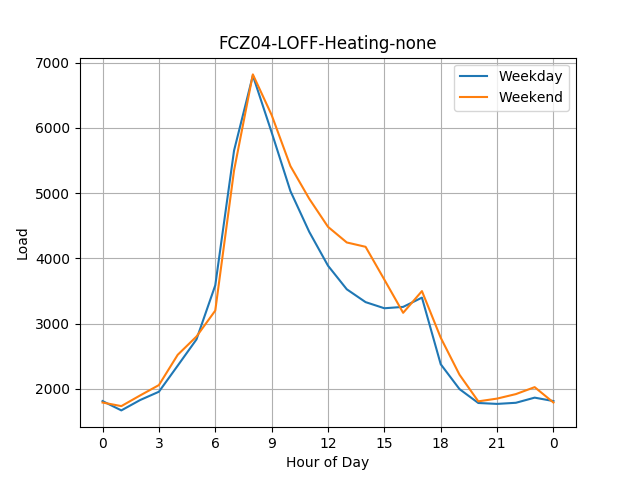 FCZ04-LOFF-Heating-none
7000
6000
5000
4000
3000
2000
Load
Weekday
Weekend
0 3 6 9 12 15 18 21 0
Hour of Day